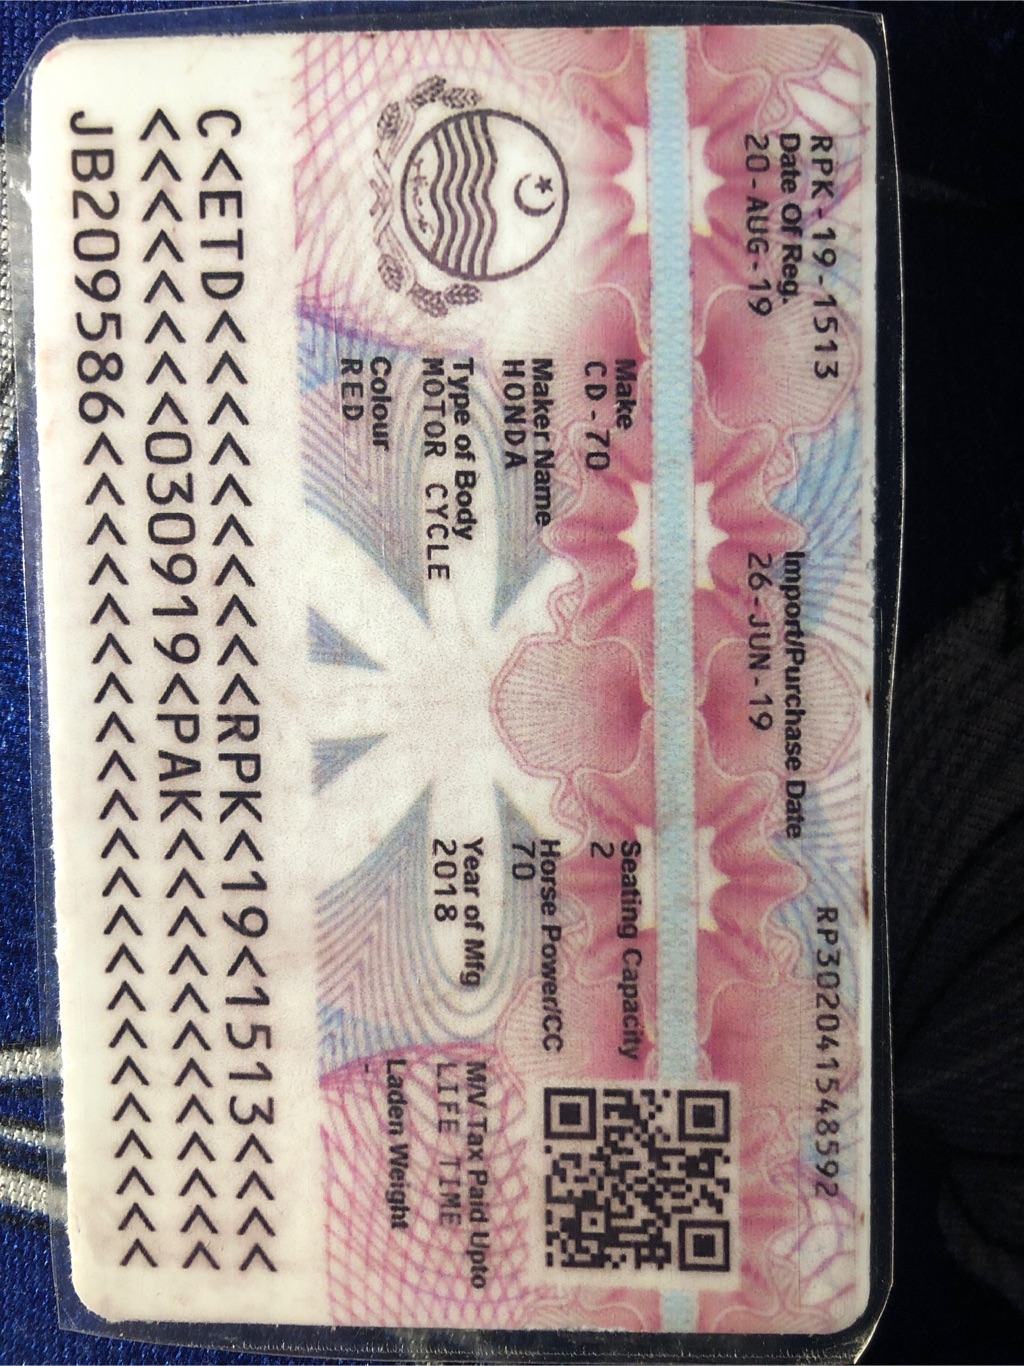 RPK-19-1513
RP302041548592
Date Of Reg.
20-AUG-19
Import/Purchase Date
26-JUN-19
Make
CD-70
Seating Capacity
2
Maker Name
HONDA
Horse Power/CC
70
Type of Body
MOTOR CYCLE
Year of Mfg
2018
M/V Tax Paid Upto
LIFE TIME
Colour
RED
Laden Weight
-
C<ETD<<<<<<<<<<RPK<19<1513<<<<
<<<<<<<<030919<PAK<<<<<<<<<<<<
JB209586<<<<<<<<<<<<<<<<<<<<<<